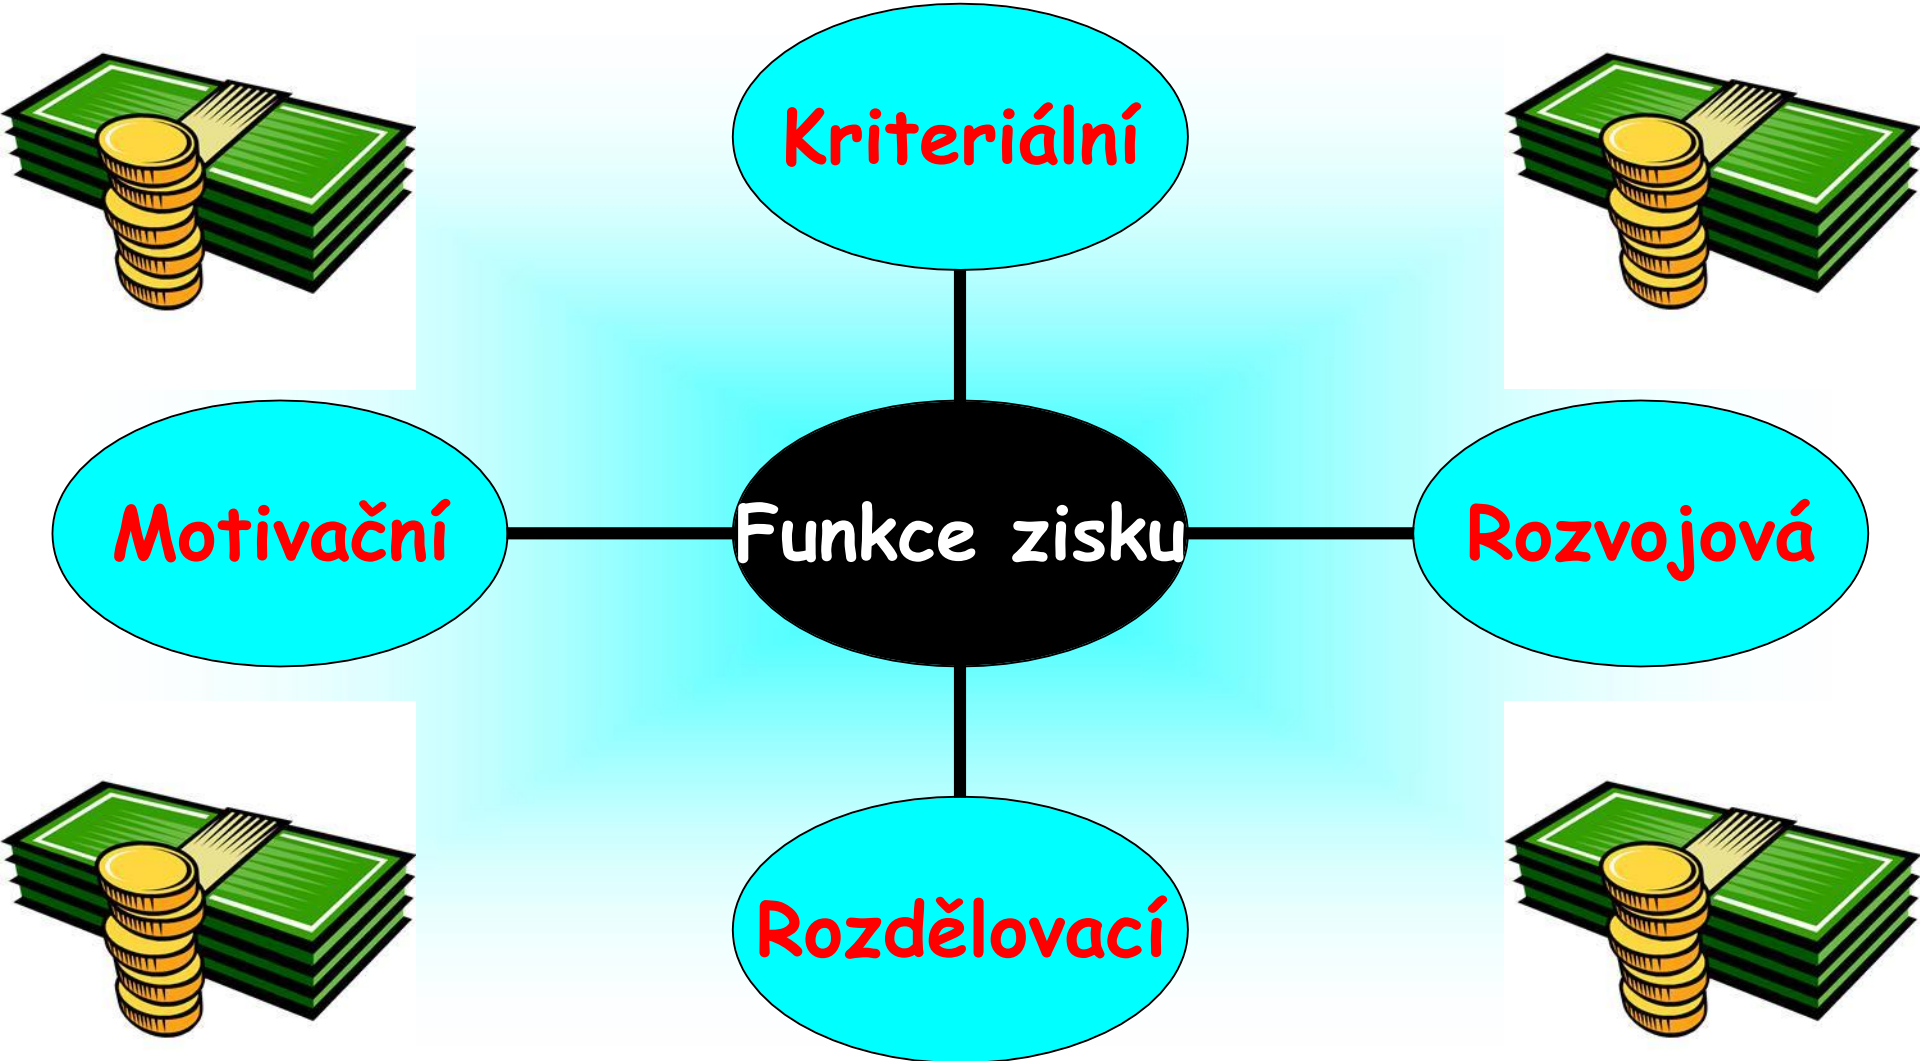 Kriteriální
Motivační
Funkce zisku
Rozvojová
Rozdělovací